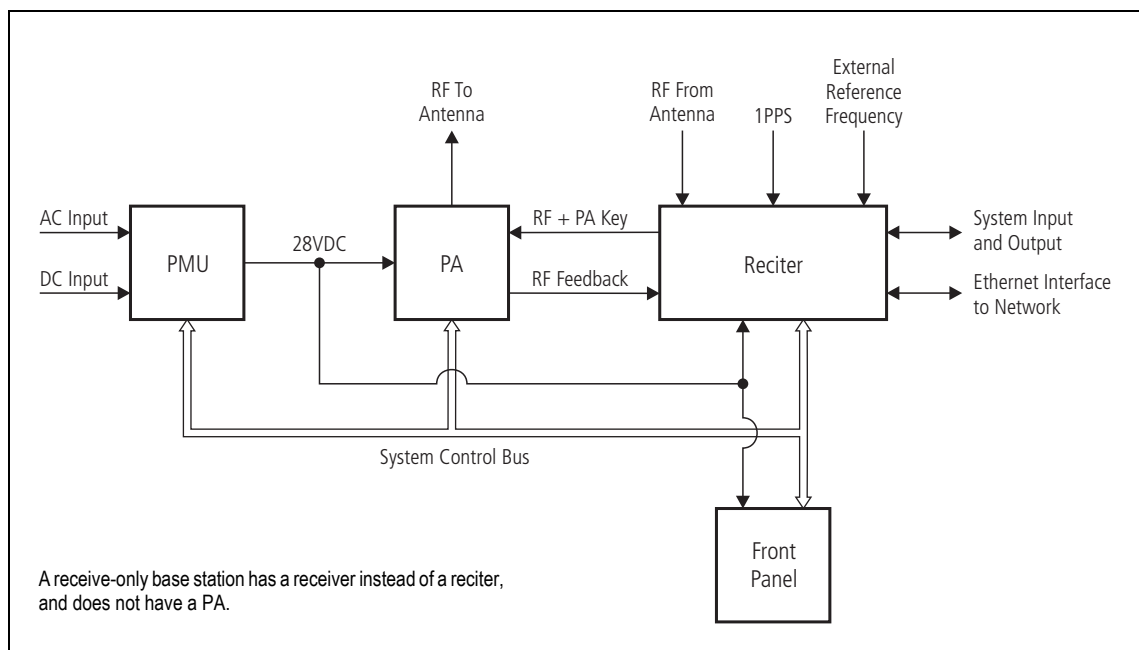 RF To
Antenna
RF From
Antenna
1PPS
External
Reference
Frequency
AC Input
DC Input
PMU
28VDC
PA
RF + PA Key
RF Feedback
Reciter
System Input
and Output
Ethernet Interface
to Network
System Control Bus
Front
Panel
A receive-only base station has a receiver instead of a reciter,
and does not have a PA.